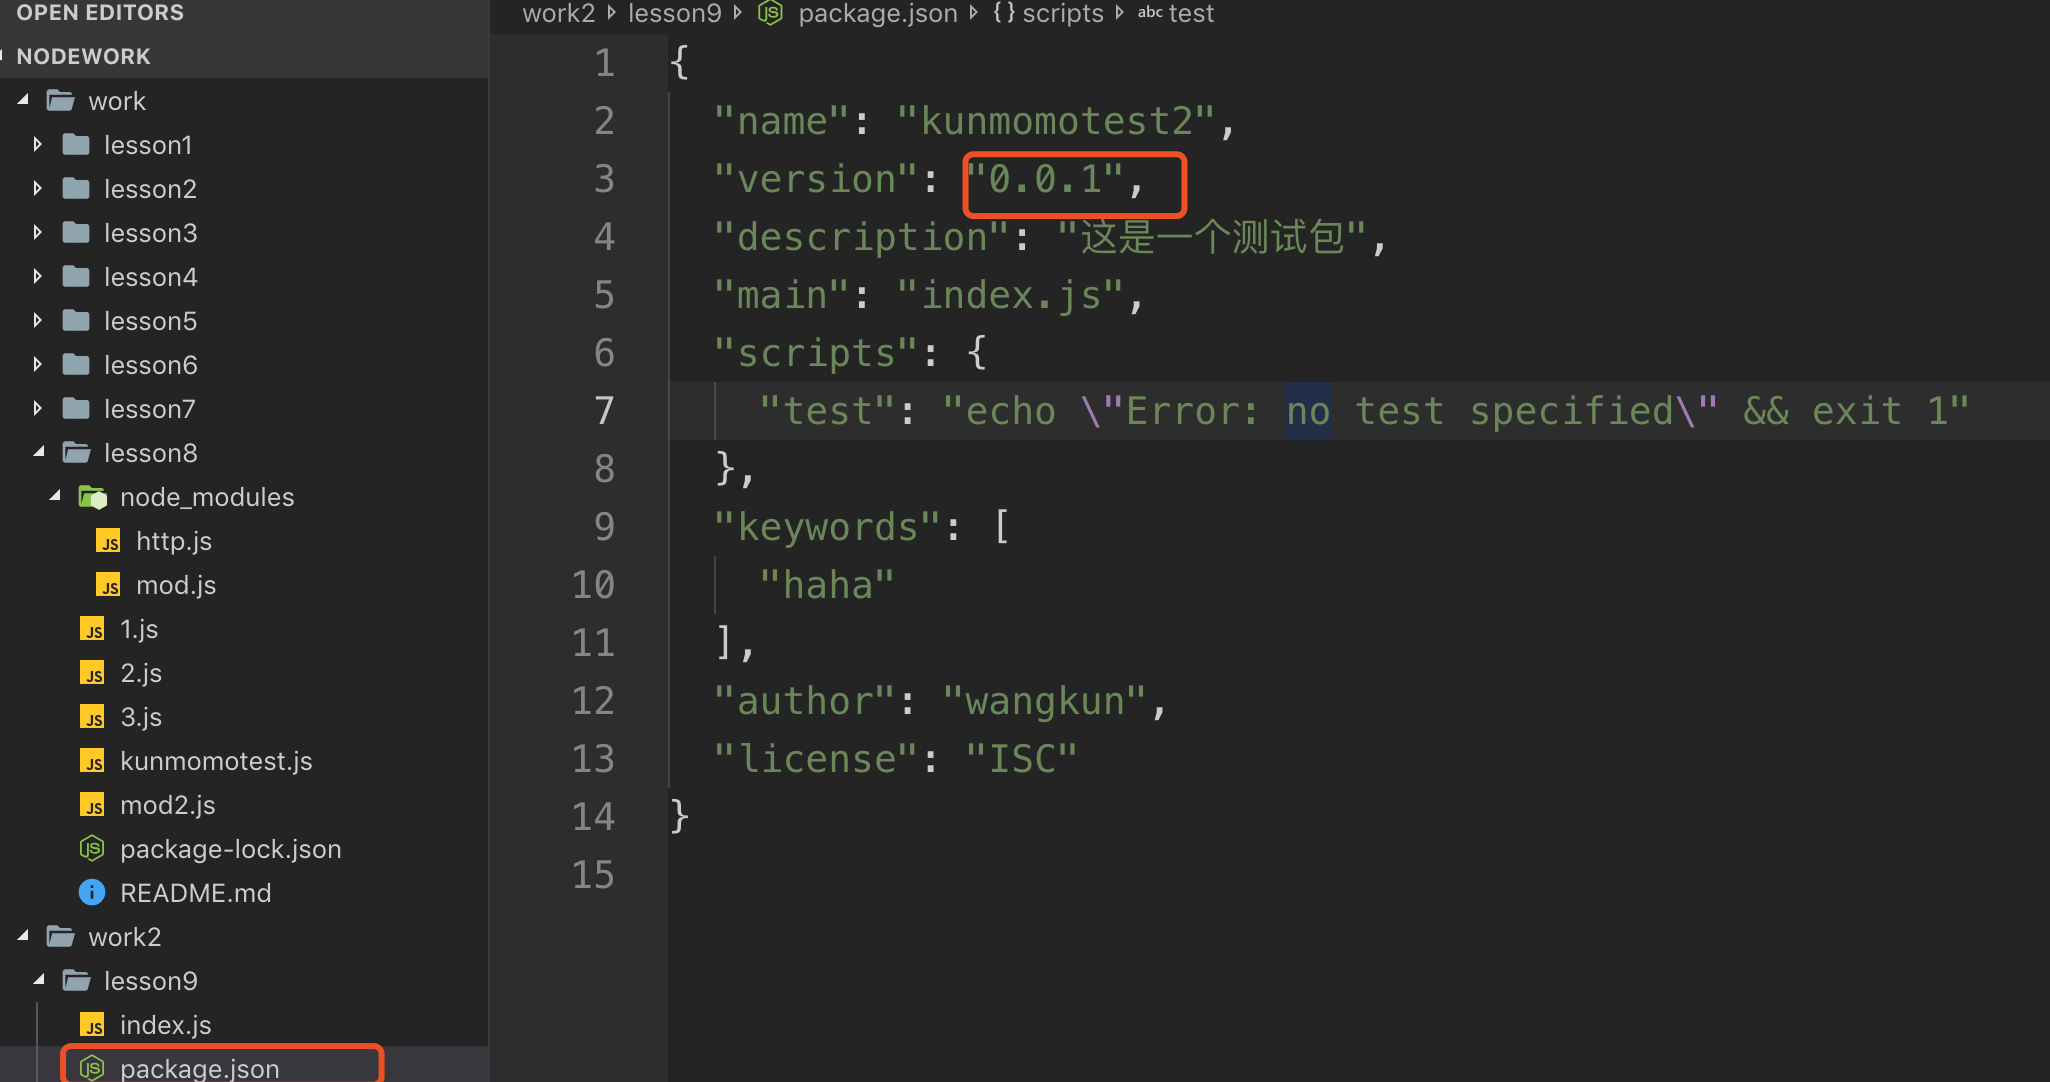 OPEN EDITORS
NODEWORK
work
lesson1
lesson2
lesson3
lesson4
lesson5
lesson6
lesson7
lesson8
node_modules
JS http.js
JS mod.js
JS 1.js
JS 2.js
JS 3.js
JS kunmomotest.js
JS mod2.js
JS package-lock.json
i README.md
work2
lesson9
JS index.js
JS package.json
work2 lesson9 JS package.json {} scripts abc test
1 {
2 "name": "kunmomotest2",
3 "version": "0.0.1",
4 "description": "这是一个测试包",
5 "main": "index.js",
6 "scripts": {
7 "test": "echo \"Error: no test specified\" && exit 1"
8 },
9 "keywords": [
10 "haha"
11 ],
12 "author": "wangkun",
13 "license": "ISC"
14 }
15